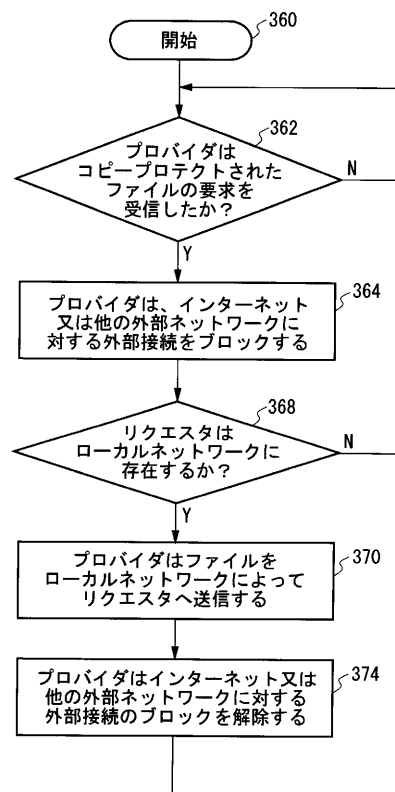 開始
360
プロバイダは
コピープロテクトされた
ファイルの要求を
受信したか？
362
N
Y
プロバイダは、インターネット
又は他の外部ネットワークに
対する外部接続をブロックする
364
リクエスタは
ローカルネットワークに
存在するか？
368
N
Y
プロバイダはファイルを
ローカルネットワークによって
リクエスタへ送信する
370
プロバイダはインターネット又は
他の外部ネットワークに対する
外部接続のブロックを解除する
374